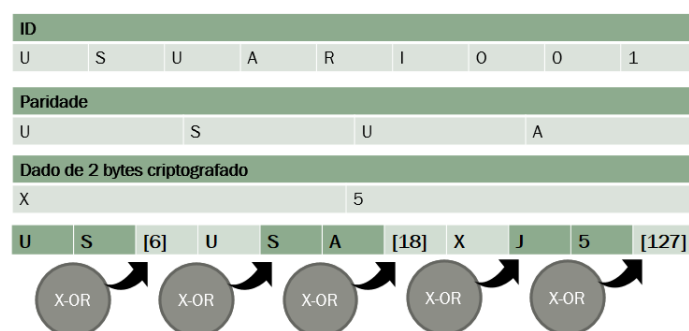 ID
U S U A R I O 0 1
Paridade
U S U A
Dado de 2 bytes criptografado
X 5
U S [6] U S A [18] X J 5 [127]
X-OR X-OR X-OR X-OR X-OR